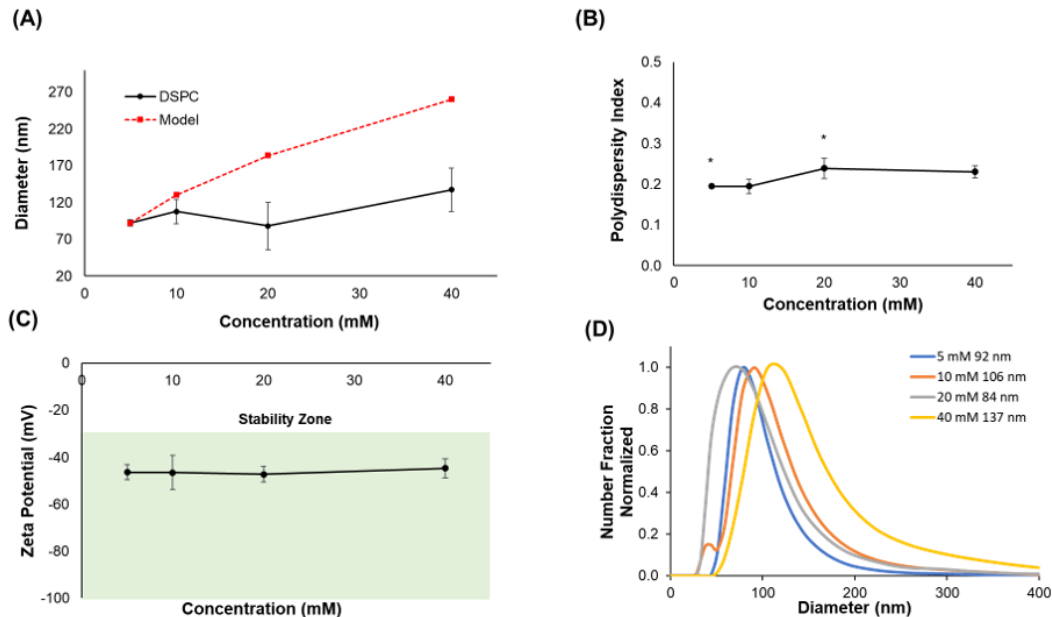 (A)
Diameter (nm)
270
220
170
120
70
20
DSPC
Model
0
10
20
30
40
Concentration (mM)
(B)
Polydispersity Index
0.5
0.4
0.3
0.2
0.1
0.0
*
*
0
10
20
30
40
Concentration (mM)
(C)
Zeta Potential (mV)
0
-20
-40
-60
-80
-100
0
10
20
30
40
Stability Zone
Concentration (mM)
(D)
Number Fraction
Normalized
1.0
0.8
0.6
0.4
0.2
0.0
5 mM 92 nm
10 mM 106 nm
20 mM 84 nm
40 mM 137 nm
0
100
200
300
400
Diameter (nm)